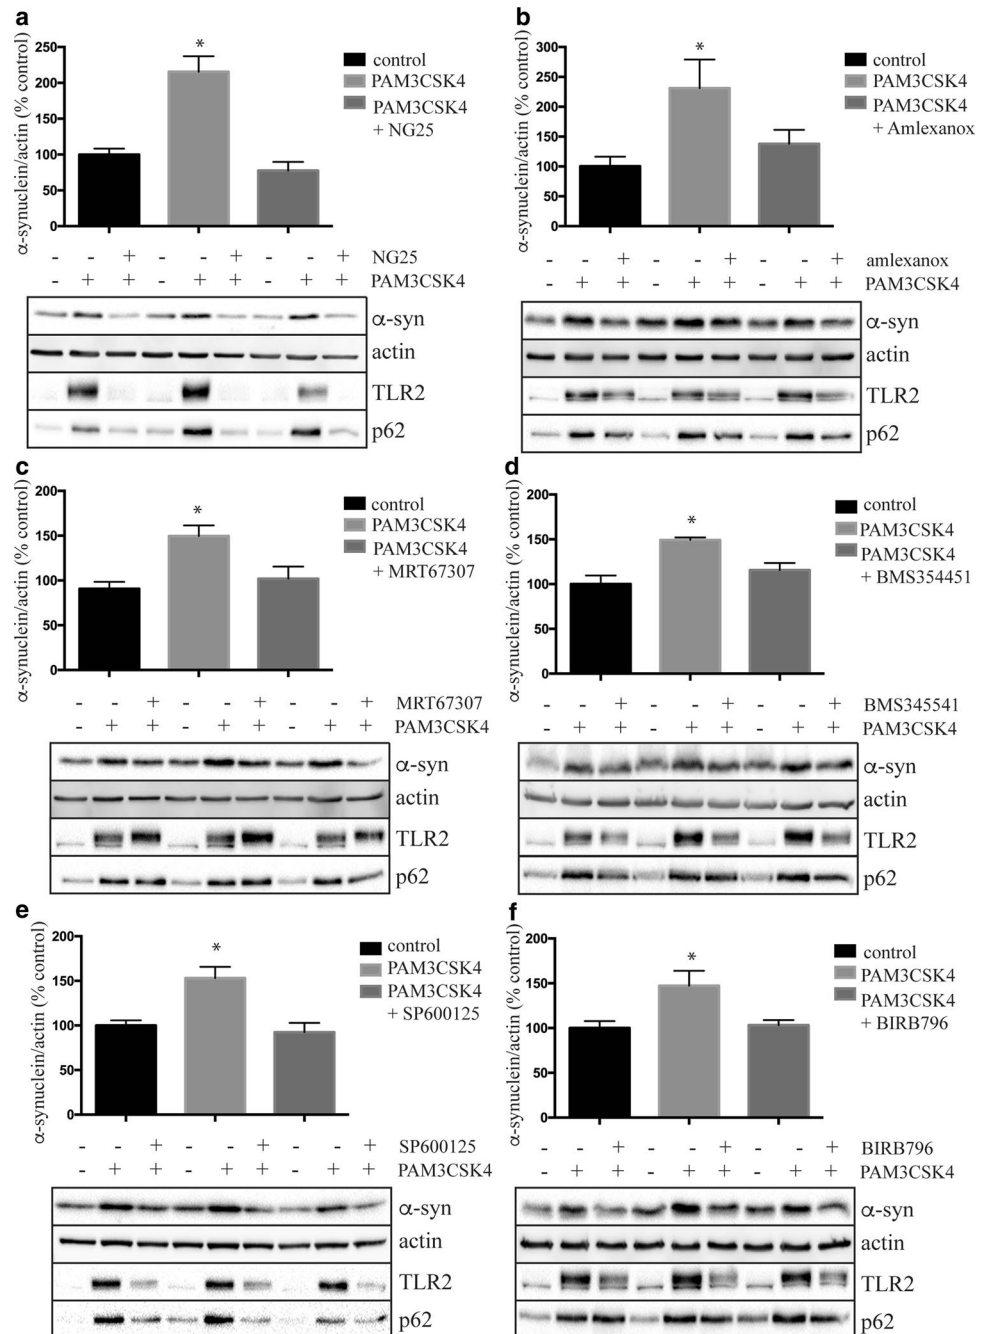 a
α-synuclein/actin (% control)
250
200
150
100
50
0
*
control
PAM3CSK4
PAM3CSK4
+ NG25
- - + - - + - - + NG25
- + + - + + - + + PAM3CSK4
α-syn
actin
TLR2
p62
b
α-synuclein/actin (% control)
300
250
200
150
100
50
0
*
control
PAM3CSK4
PAM3CSK4
+ Amlexanox
- - + - - + - - + amlexanox
- + + - + + - + + PAM3CSK4
α-syn
actin
TLR2
p62
c
α-synuclein/actin (% control)
200
150
100
50
0
*
control
PAM3CSK4
PAM3CSK4
+ MRT67307
- - + - - + - - + MRT67307
- + + - + + - + + PAM3CSK4
α-syn
actin
TLR2
p62
d
α-synuclein/actin (% control)
200
150
100
50
0
*
control
PAM3CSK4
PAM3CSK4
+ BMS354451
- - + - - + - - + BMS345541
- + + - + + - + + PAM3CSK4
α-syn
actin
TLR2
p62
e
α-synuclein/actin (% control)
200
150
100
50
0
*
control
PAM3CSK4
PAM3CSK4
+ SP600125
- - + - - + - - + SP600125
- + + - + + - + + PAM3CSK4
α-syn
actin
TLR2
p62
f
α-synuclein/actin (% control)
200
150
100
50
0
*
control
PAM3CSK4
PAM3CSK4
+ BIRB796
- - + - - + - - + BIRB796
- + + - + + - + + PAM3CSK4
α-syn
actin
TLR2
p62